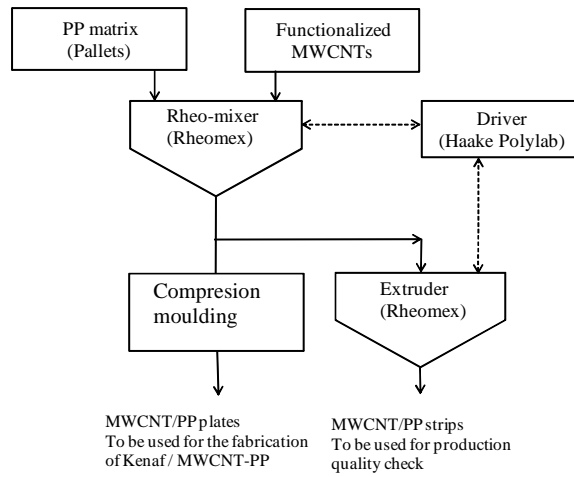 PP matrix
(Pallets)
Functionalized
MWCNTs
Rheo-mixer
(Rheomex)
Driver
(Haake Polylab)
Compresion
moulding
Extruder
(Rheomex)
MWCNT/PP plates
To be used for the fabrication
of Kenaf / MWCNT-PP
MWCNT/PP strips
To be used for production
quality check